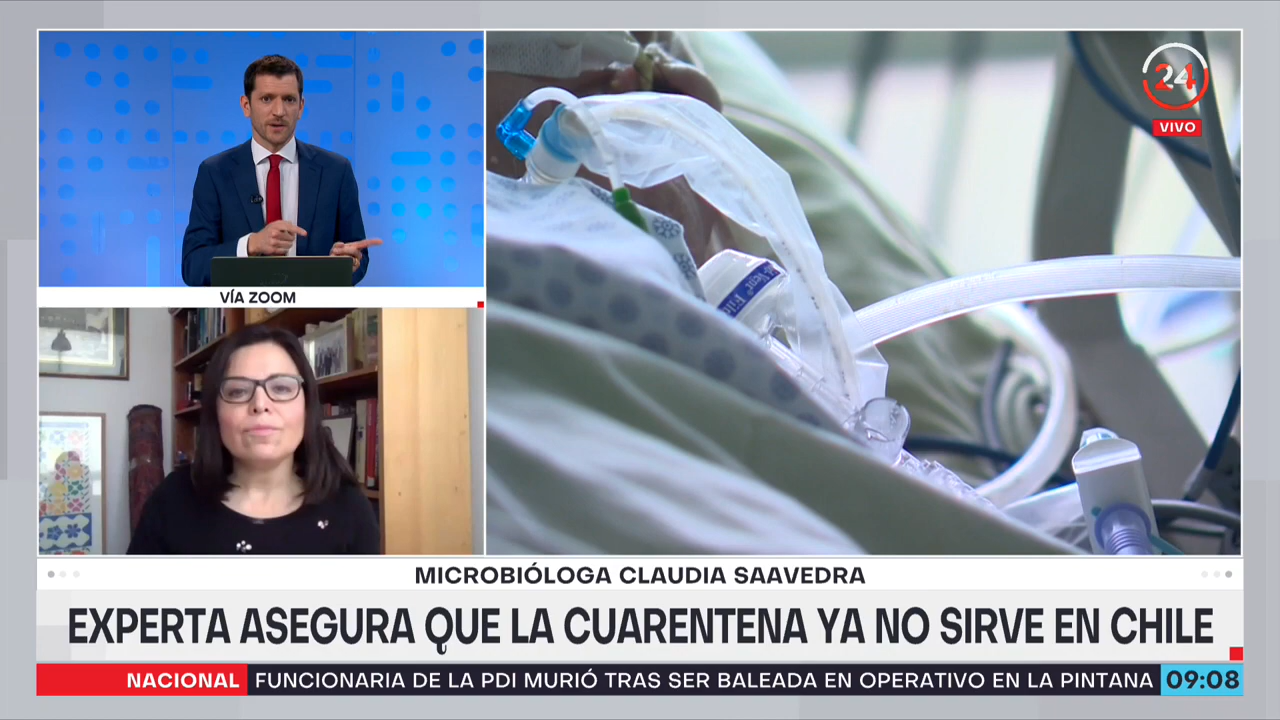 24
VIVO
VÍA ZOOM
MICROBIÓLOGA CLAUDIA SAAVEDRA
EXPERTA ASEGURA QUE LA CUARENTENA YA NO SIRVE EN CHILE
NACIONAL FUNCIONARIA DE LA PDI MURIÓ TRAS SER BALEADA EN OPERATIVO EN LA PINTANA 09:08